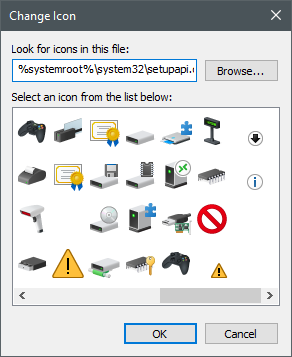 Change Icon
Look for icons in this file:
%systemroot%\system32\setupapi.
Browse...
Select an icon from the list below:
OK
Cancel